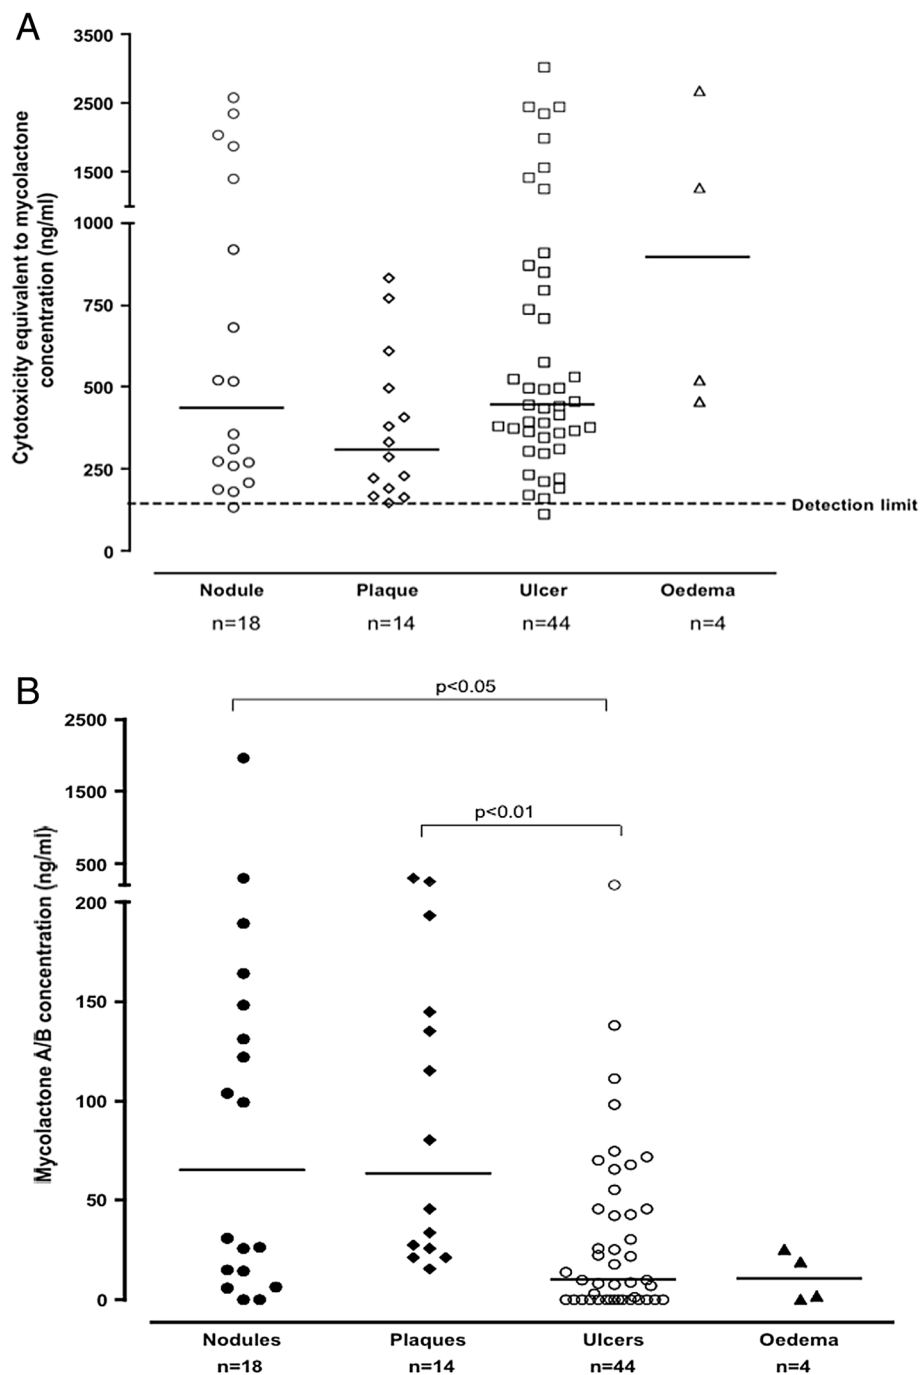 A
Cytotoxicity equivalent to mycolactone
concentration (ng/ml)
3500
2500
1500
1000
750
500
250
0
Detection limit
Nodule Plaque Ulcer Oedema
n=18 n=14 n=44 n=4
B
p<0.05
p<0.01
Mycolactone A/B concentration (ng/ml)
2500
1500
500
200
150
100
50
0
Nodules Plaques Ulcers Oedema
n=18 n=14 n=44 n=4